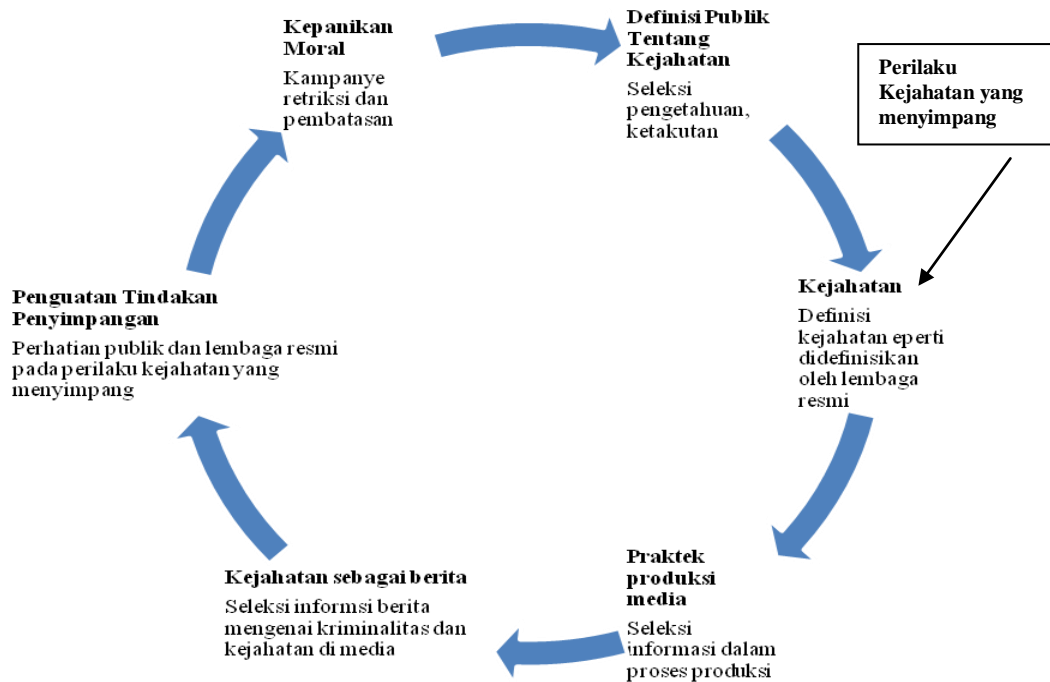 Kepanikan
Moral
Kampanye
retriksi dan
pembatasan
Definisi Publik
Tentang
Kejahatan
Seleksi
pengetahuan,
ketakutan
Perilaku
Kejahatan yang
menyimpang
Kejahatan
Definisi
kejahatan eperti
didefinisikan
oleh lembaga
resmi
Praktek
produksi
media
Seleksi
informasi dalam
proses produksi
Kejahatan sebagai berita
Seleksi informsi berita
mengenai kriminalitas dan
kejahatan di media
Penguatan Tindakan
Penyimpangan
Perhatian publik dan lembaga resmi
pada perilaku kejahatan yang
menyimpang